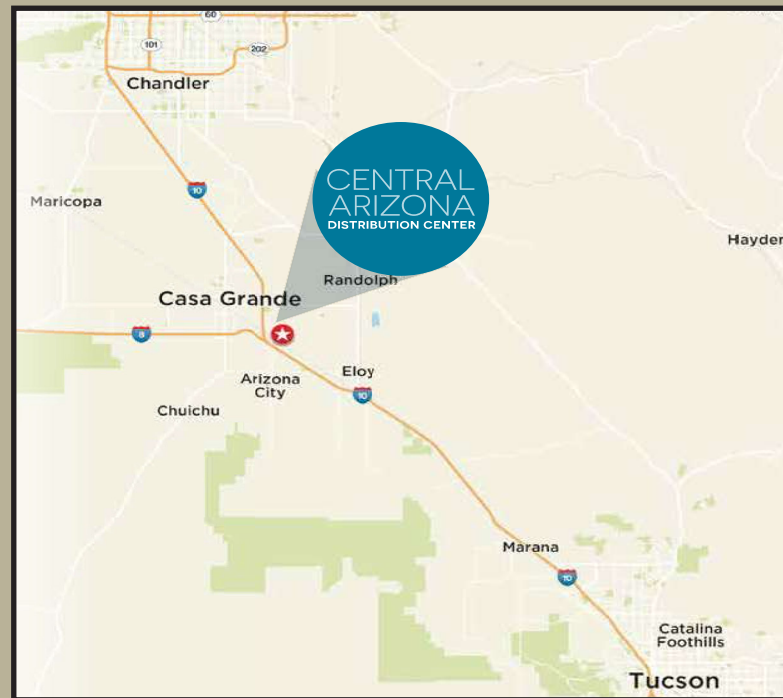 60
101
202
Chandler
10
Maricopa
CENTRAL
ARIZONA
DISTRIBUTION CENTER
Hayden
Randolph
Casa Grande
8
Eloy
Arizona
City
10
Chuichu
Marana
10
Catalina
Foothills
Tucson